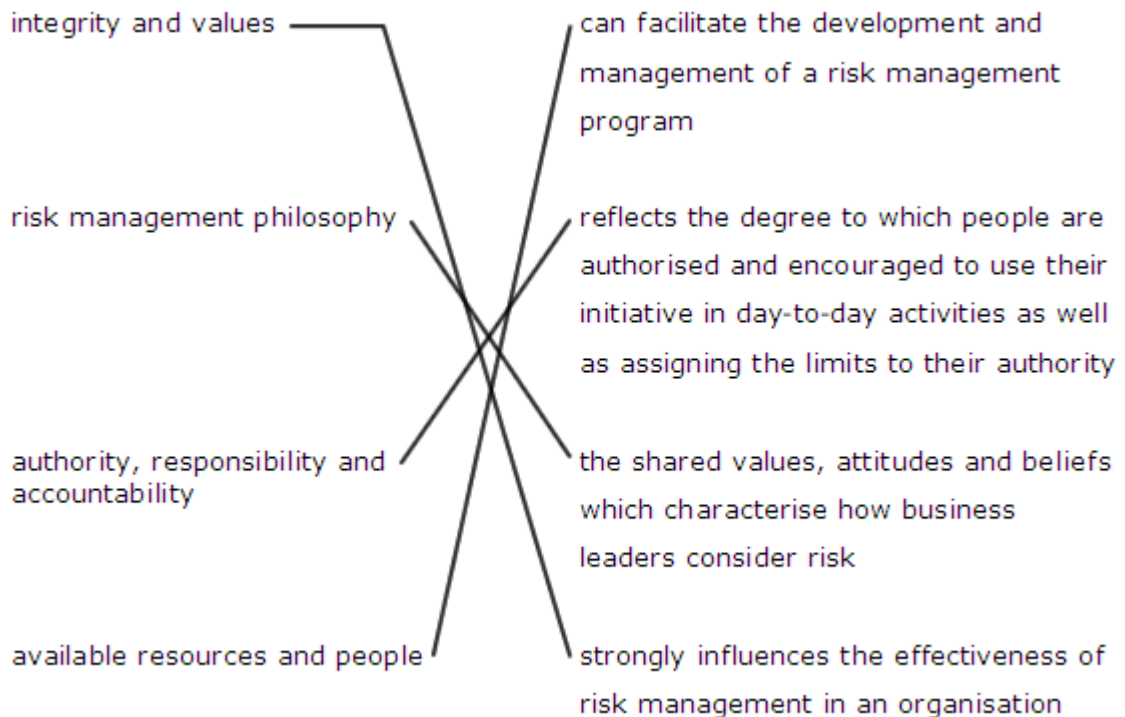 integrity and values
can facilitate the development and
management of a risk management
program
risk management philosophy
reflects the degree to which people are
authorised and encouraged to use their
initiative in day-to-day activities as well
as assigning the limits to their authority
authority, responsibility and
accountability
the shared values, attitudes and beliefs
which characterise how business
leaders consider risk
available resources and people
strongly influences the effectiveness of
risk management in an organisation